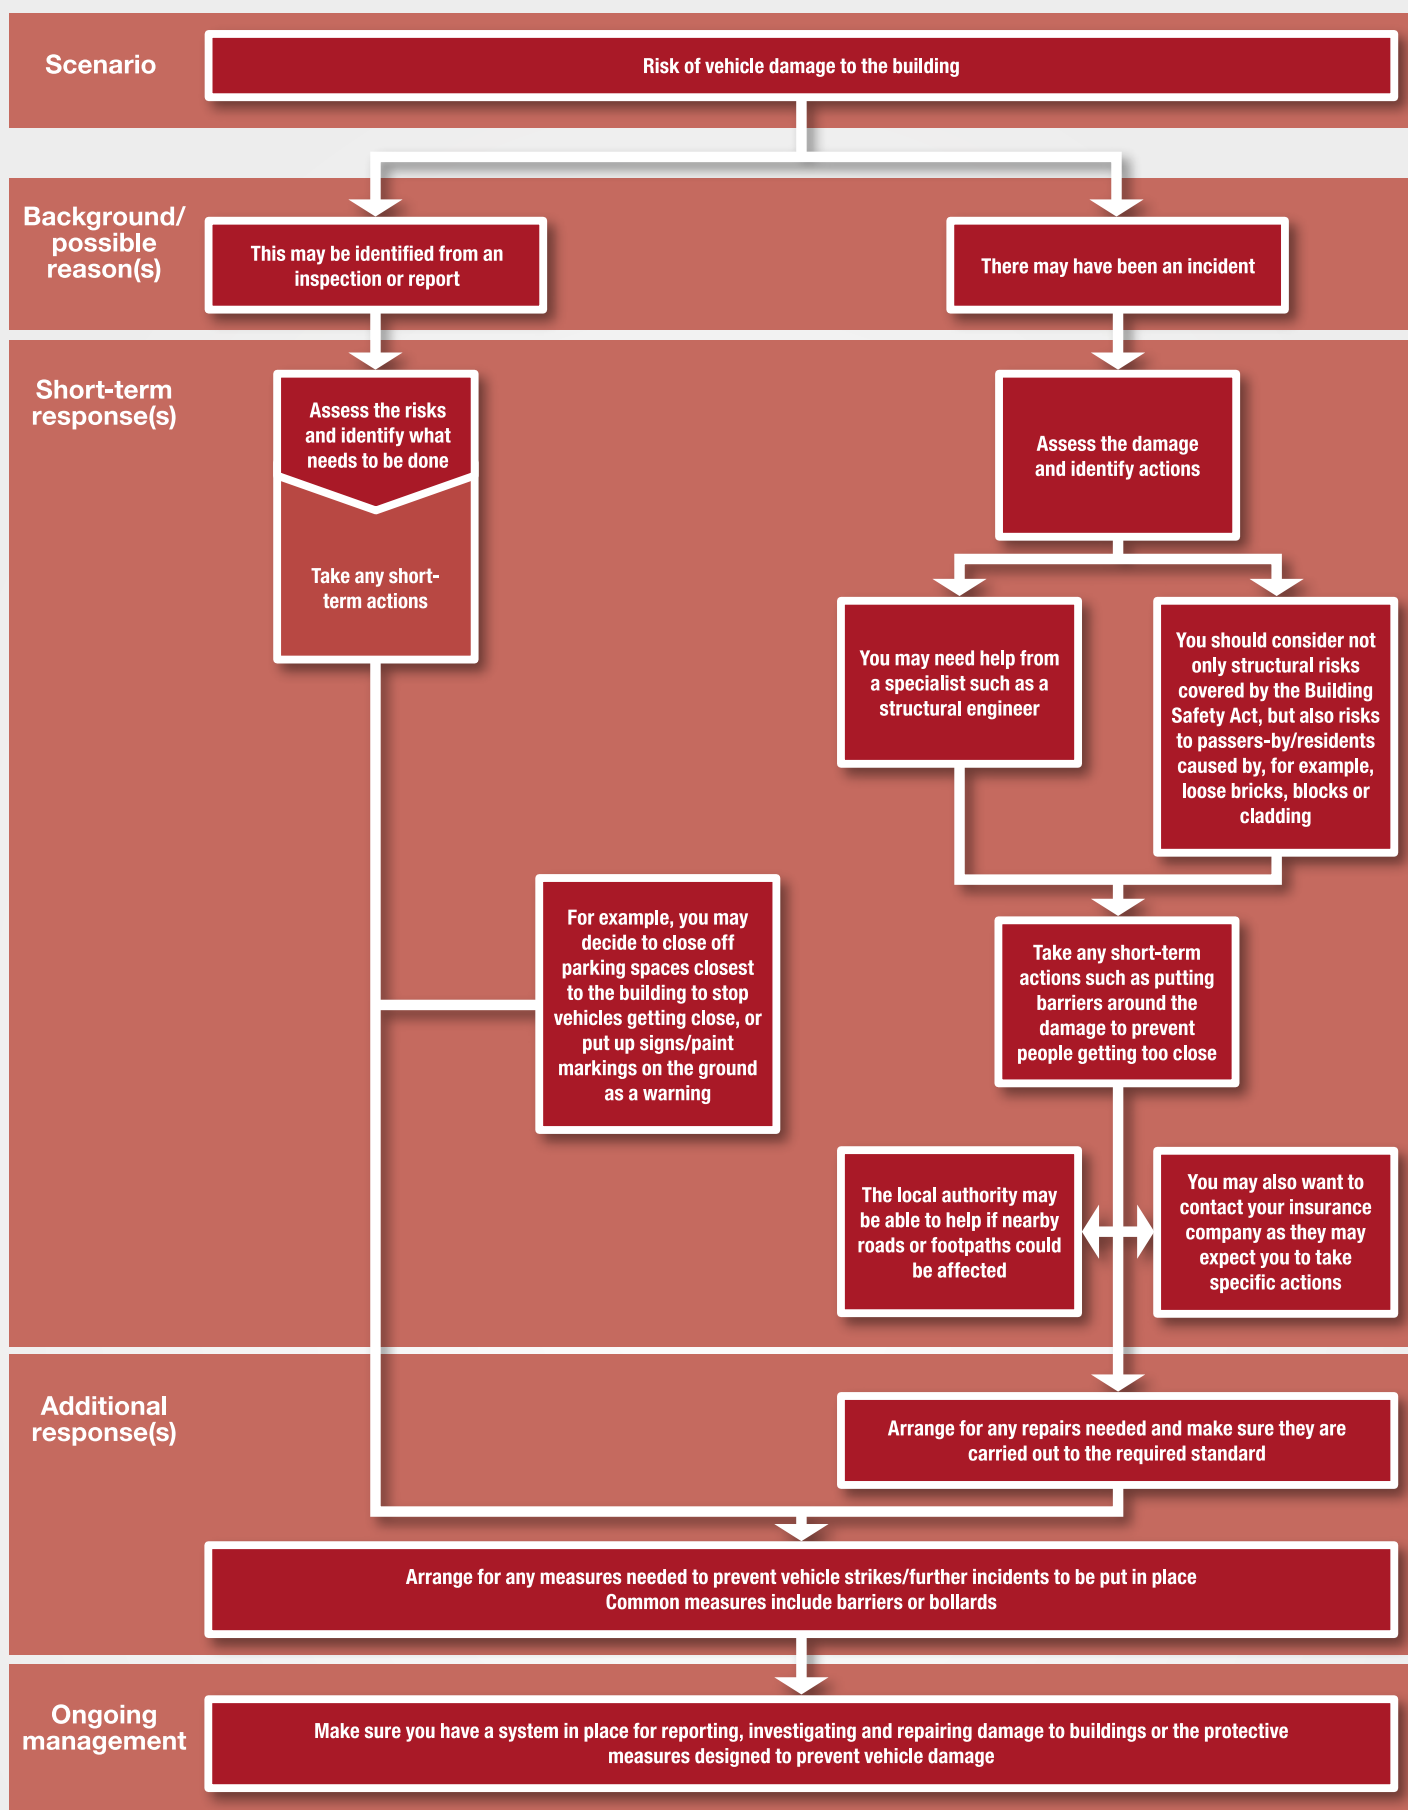 Scenario
Risk of vehicle damage to the building
Background/
possible
reason(s)
This may be identified from an
inspection or report
There may have been an incident
Short-term
response(s)
Assess the risks
and identify what
needs to be done
Take any short-
term actions
For example, you may
decide to close off
parking spaces closest
to the building to stop
vehicles getting close, or
put up signs/paint
markings on the ground
as a warning
Assess the damage
and identify actions
You may need help from
a specialist such as a
structural engineer
You should consider not
only structural risks
covered by the Building
Safety Act, but also risks
to passers-by/residents
caused by, for example,
loose bricks, blocks or
cladding
Take any short-term
actions such as putting
barriers around the
damage to prevent
people getting too close
The local authority may
be able to help if nearby
roads or footpaths could
be affected
You may also want to
contact your insurance
company as they may
expect you to take
specific actions
Additional
response(s)
Arrange for any repairs needed and make sure they are
carried out to the required standard
Arrange for any measures needed to prevent vehicle strikes/further incidents to be put in place
Common measures include barriers or bollards
Ongoing
management
Make sure you have a system in place for reporting, investigating and repairing damage to buildings or the protective
measures designed to prevent vehicle damage